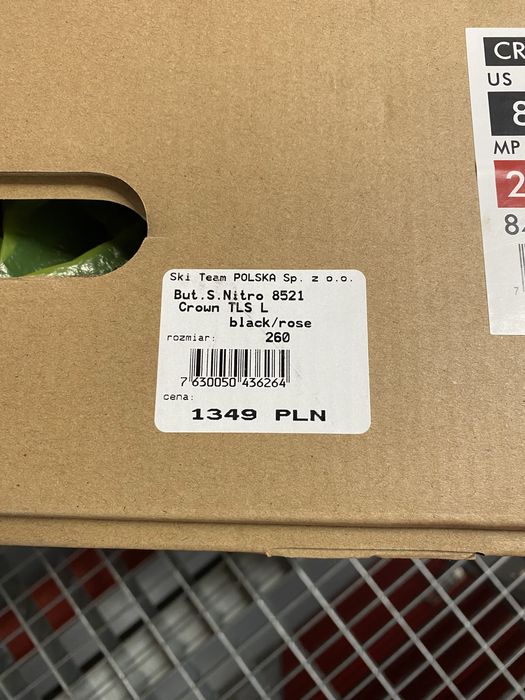 CR
US
8
MP
2
Ski Team POLSKA Sp. z o.o.
But.S.Nitro 8521
Crown TLS L
black/rose
rozmiar: 260
7 630050 436264
cena:
1349 PLN